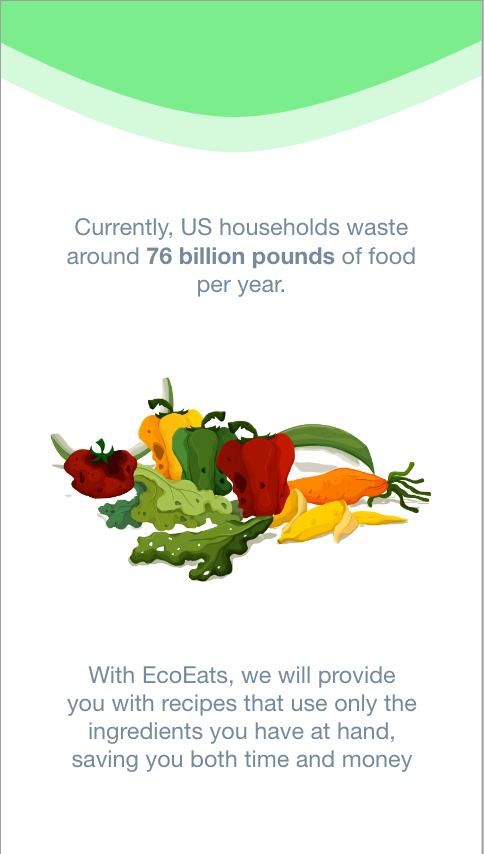 Currently, US households waste
around 76 billion pounds of food
per year.
With EcoEats, we will provide
you with recipes that use only the
ingredients you have at hand,
saving you both time and money